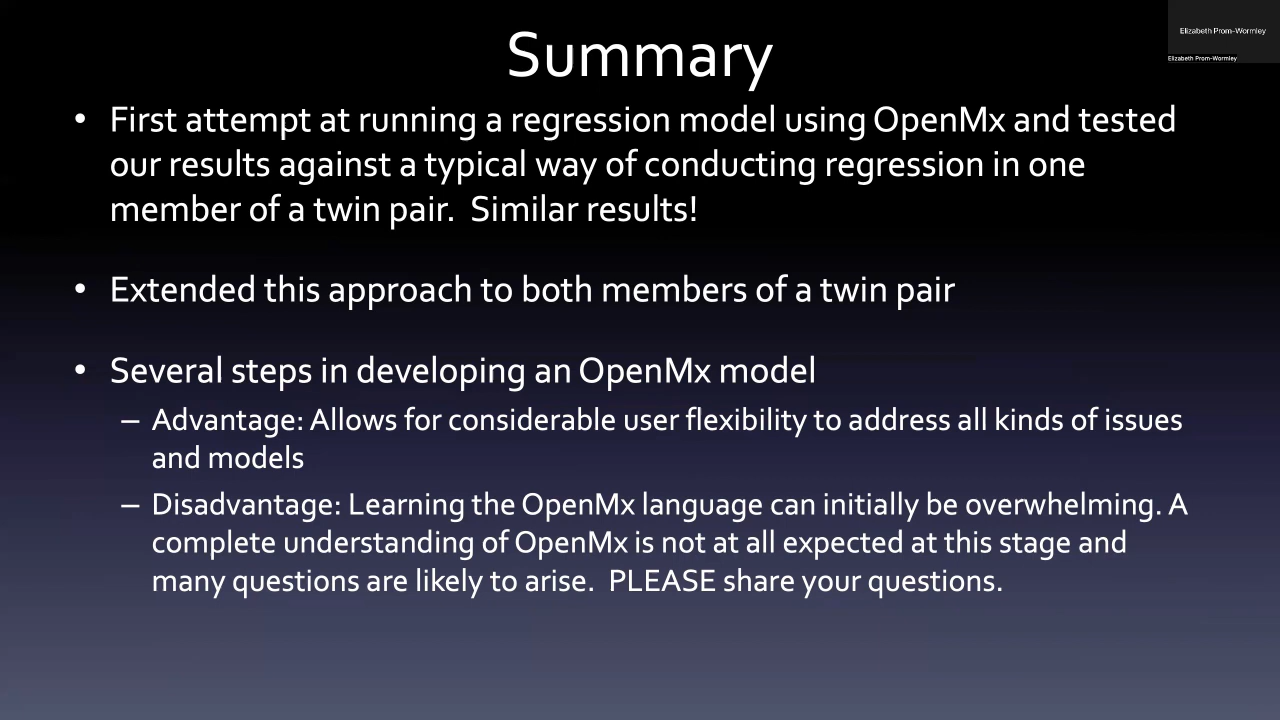 Elizabeth Prom-Wormley
Elizabeth Prom-Wormley
Summary
• First attempt at running a regression model using OpenMx and tested
our results against a typical way of conducting regression in one
member of a twin pair.  Similar results!
• Extended this approach to both members of a twin pair
• Several steps in developing an OpenMx model
– Advantage: Allows for considerable user flexibility to address all kinds of issues
and models
– Disadvantage: Learning the OpenMx language can initially be overwhelming. A
complete understanding of OpenMx is not at all expected at this stage and
many questions are likely to arise.  PLEASE share your questions.